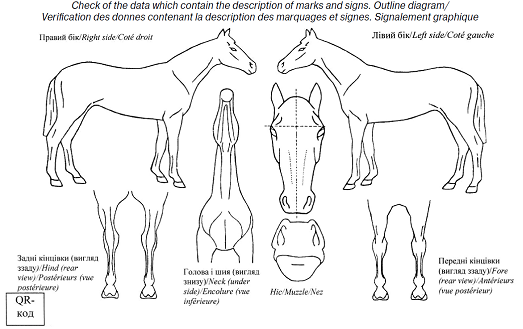 Check of the data which contain the description of marks and signs. Outline diagram/
Verification des donnes contenant la description des marquages et signes. Signalement graphique
Правий бік/Right side/Coté droit
Лівий бік/Left side/Coté gauche
Задні кінцівки (вигляд
ззаду)/Hind (rear
view)/Postérieurs (vue
postérieure)
Голова і шия (вигляд
знизу)/Neck (under
side)/Encolure (vue
inférieure)
Ніс/Muzzle/Nez
Передні кінцівки
(вигляд ззаду)/Fore
(rear view)/Antérieurs
(vue postérieur)
QR-
код